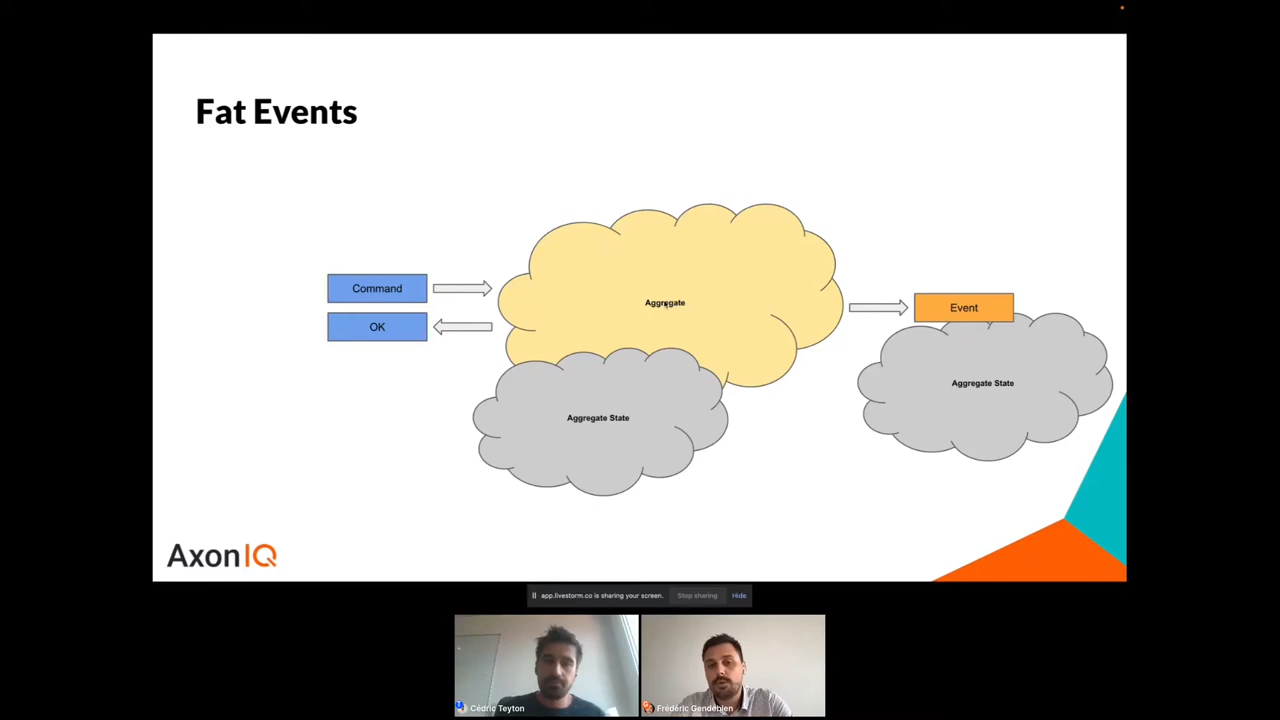 Fat Events
Command
OK
Aggregate
Event
Aggregate State
Aggregate State
AxonIQ
app.livestorm.co is sharing your screen.
Stop sharing
Hide
Cédric Teyton
Frédéric Gendebien